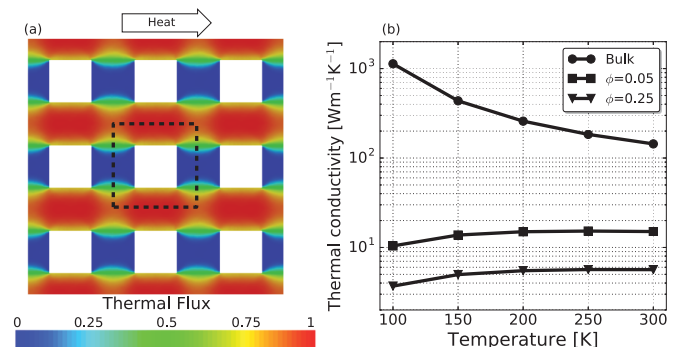 (a)
Heat
Thermal Flux
0 0.25 0.5 0.75 1
(b)
Thermal conductivity [Wm⁻¹K⁻¹]
10³
10²
10¹
Bulk
ϕ=0.05
ϕ=0.25
100 150 200 250 300
Temperature [K]